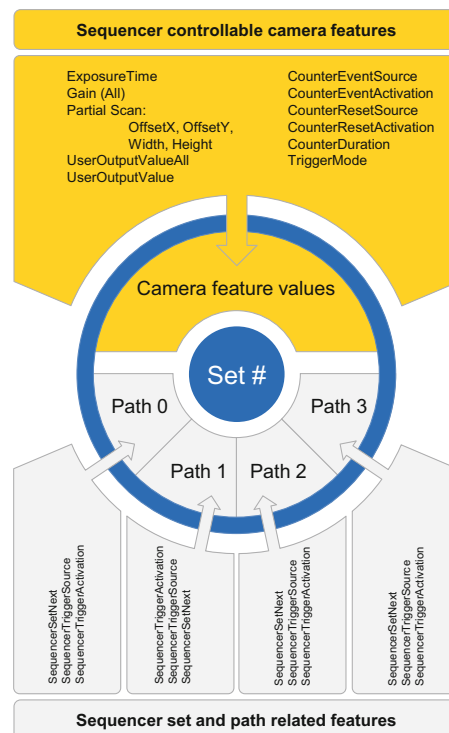 Sequencer controllable camera features
ExposureTime
Gain (All)
Partial Scan:
OffsetX, OffsetY,
Width, Height
UserOutputValueAll
UserOutputValue
CounterEventSource
CounterEventActivation
CounterResetSource
CounterResetActivation
CounterDuration
TriggerMode
Camera feature values
Set #
Path 0
Path 1
Path 2
Path 3
SequencerSetNext
SequencerTriggerSource
SequencerTriggerActivation
SequencerTriggerActivation
SequencerTriggerSource
SequencerSetNext
SequencerSetNext
SequencerTriggerSource
SequencerTriggerActivation
SequencerSetNext
SequencerTriggerSource
SequencerTriggerActivation
Sequencer set and path related features